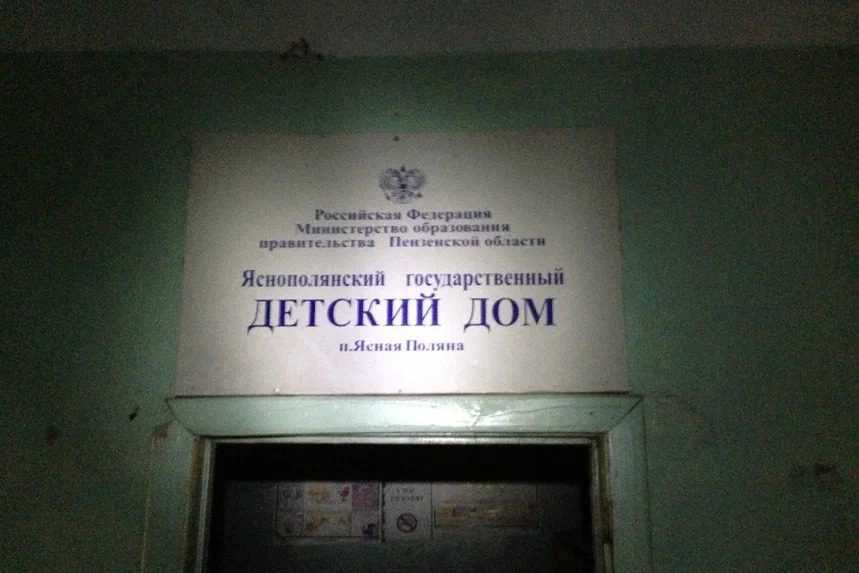 Российская Федерация
Министерство образования
правительства Пензенской области
Яснополянский государственный
ДЕТСКИЙ ДОМ
п.Ясная Поляна